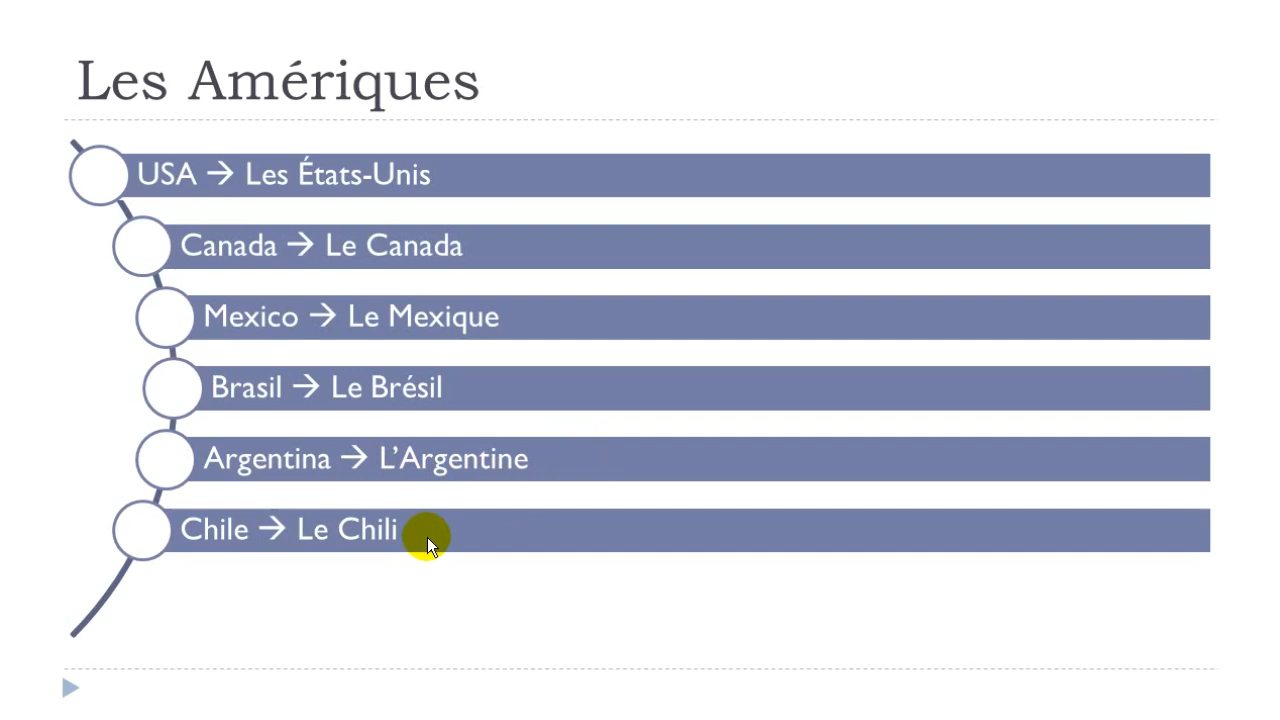 Les Amériques
USA → Les États-Unis
Canada → Le Canada
Mexico → Le Mexique
Brasil → Le Brésil
Argentina → L’Argentine
Chile → Le Chili